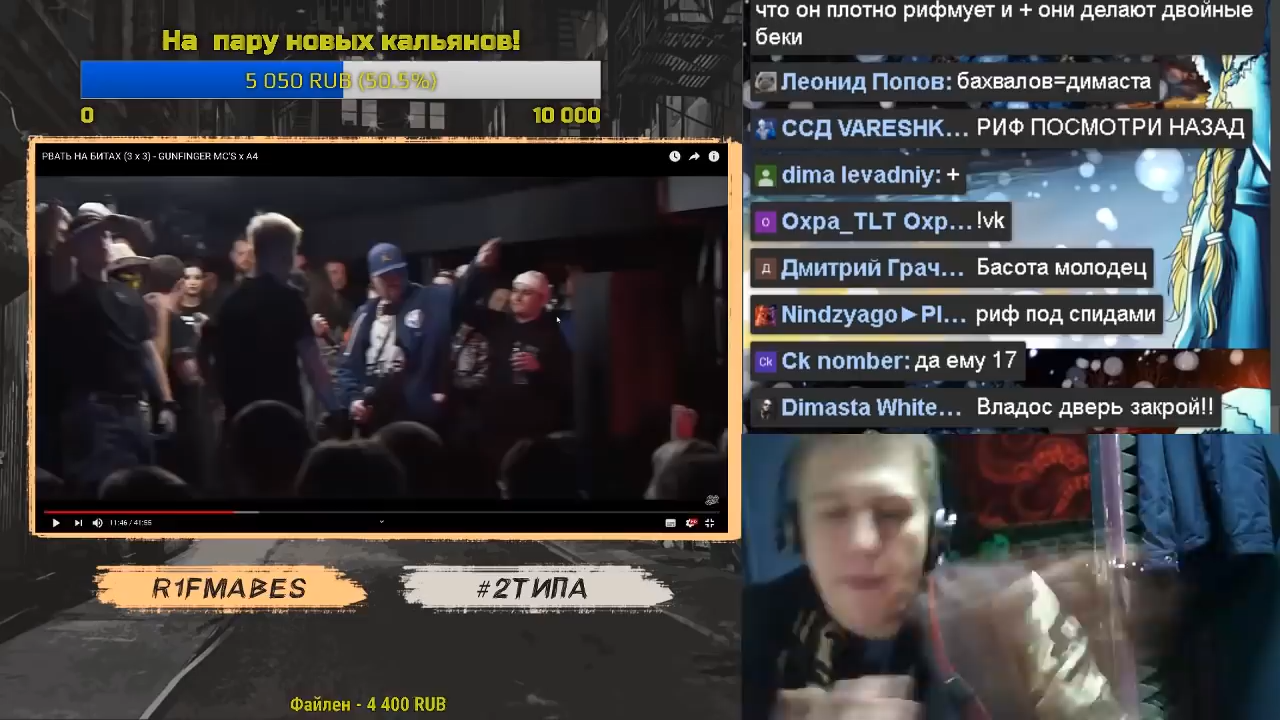 На пару новых кальянов!
5 050 RUB (50.5%)
0
10 000
РВАТЬ НА БИТАХ (3 x 3) - GUNFINGER MC'S x A4
11:46 / 41:55
R1FMABES
#2ТИПА
Файлен - 4 400 RUB
что он плотно рифмует и + они делают двойные
беки
Леонид Попов: бахвалов=димаста
ССД VARESHK... РИФ ПОСМОТРИ НАЗАД
dima levadniy: +
Охра_TLT Oxp... !vk
Дмитрий Грач... Басота молодец
Nindzyago►Pl... риф под спидами
Ck nomber: да ему 17
Dimasta White... Владос дверь закрой!!